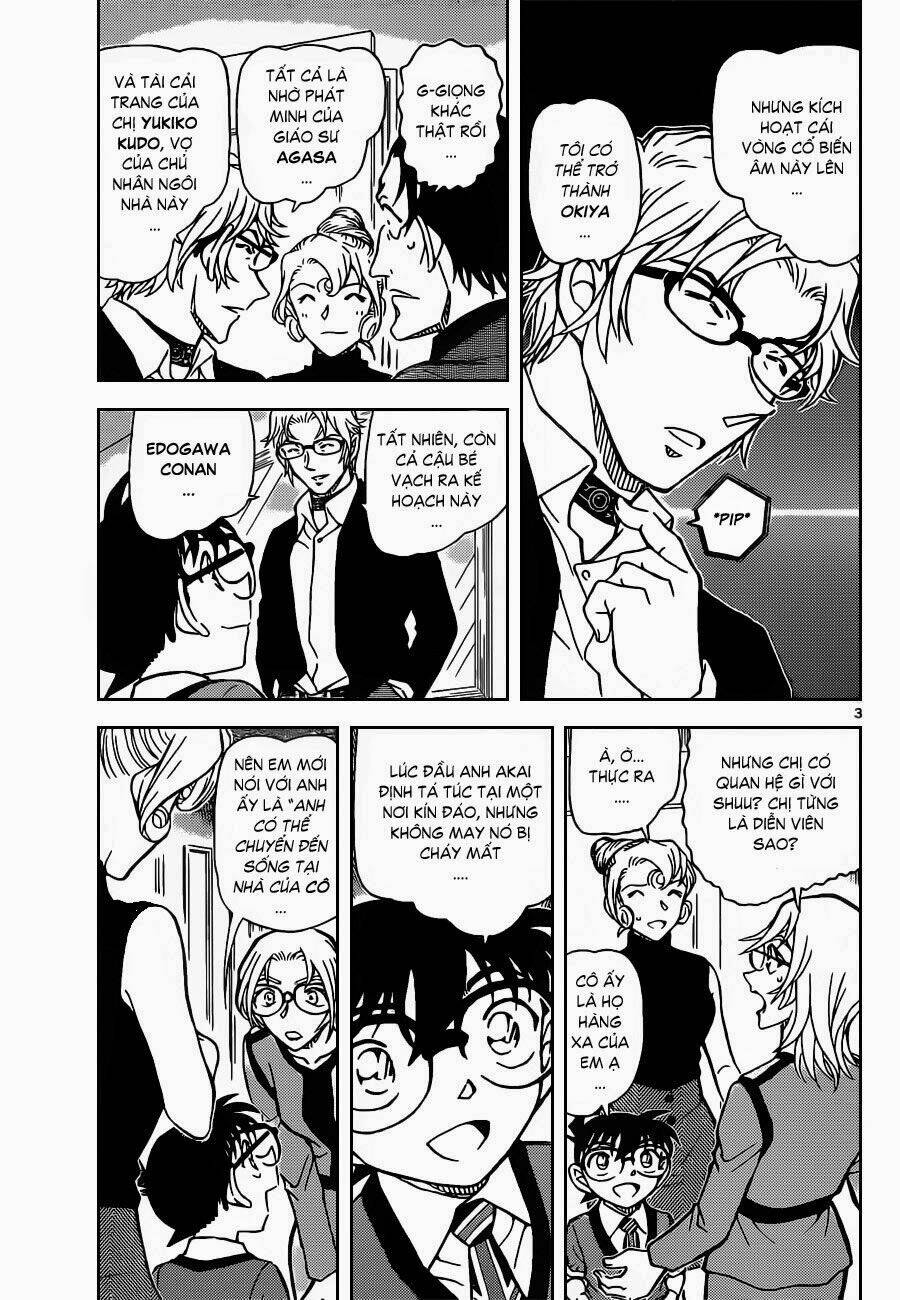 NHƯNG KÍCH
HOẠT CÁI
VÒNG CỔ BIẾN
ÂM NÀY LÊN
...
TÔI CÓ
THỂ TRỞ
THÀNH
OKIYA
...
*PIP*
G-GIỌNG
KHÁC
THẬT RỒI
...
TẤT CẢ LÀ
NHỜ PHÁT
MINH CỦA
GIÁO SƯ
AGASA
...
VÀ TÀI CẢI
TRANG CỦA
CHỊ YUKIKO
KUDO, VỢ
CỦA CHỦ
NHÂN NGÔI
NHÀ NÀY
...
TẤT NHIÊN, CÒN
CẢ CẬU BÉ
VẠCH RA KẾ
HOẠCH NÀY
...
EDOGAWA
CONAN
...
3
NHƯNG CHỊ CÓ
QUAN HỆ GÌ VỚI
SHUU? CHỊ TỪNG
LÀ DIỄN VIÊN
SAO?
À, Ờ...
THỰC RA
....
CÔ ẤY
LÀ HỌ
HÀNG
XA CỦA
EM Ạ
...
LÚC ĐẦU ANH AKAI
ĐỊNH TÁ TÚC TẠI MỘT
NƠI KÍN ĐÁO, NHƯNG
KHÔNG MAY NÓ BỊ
CHÁY MẤT
....
NÊN EM MỚI
NÓI VỚI ANH
ẤY LÀ "ANH
CÓ THỂ
CHUYỂN ĐẾN
SỐNG TẠI
NHÀ CỦA CÔ
...